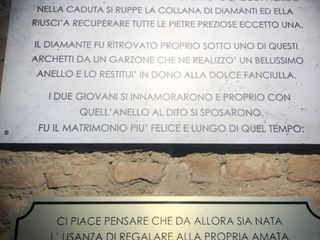 NELLA CADUTA SI RUPPE LA COLLANA DI DIAMANTI ED ELLA
RIUSCI' A RECUPERARE TUTTE LE PIETRE PREZIOSE ECCETTO UNA.
IL DIAMANTE FU RITROVATO PROPRIO SOTTO UNO DI QUESTI
ARCHETTI DA UN GARZONE CHE NE REALIZZO' UN BELLISSIMO
ANELLO E LO RESTITUI' IN DONO ALLA DOLCE FANCIULLA.
I DUE GIOVANI SI INNAMORARONO E PROPRIO CON
QUELL'ANELLO AL DITO SI SPOSARONO.
FU IL MATRIMONIO PIU' FELICE E LUNGO DI QUEL TEMPO:
CI PIACE PENSARE CHE DA ALLORA SIA NATA
L'USANZA DI REGALARE ALLA PROPRIA AMATA